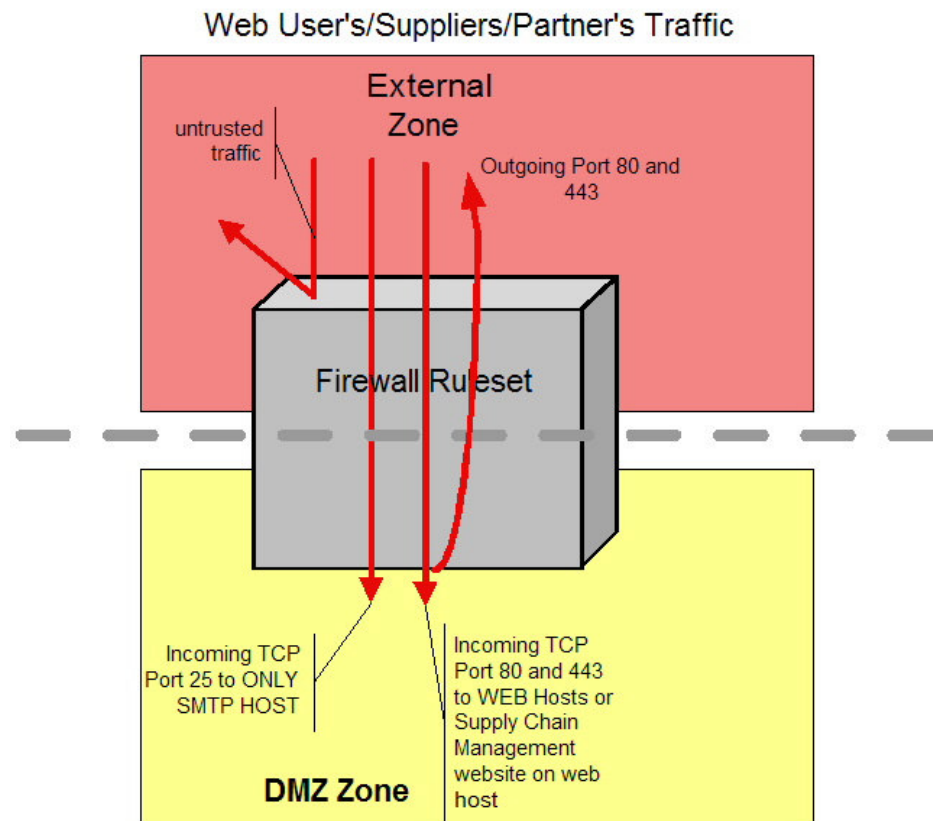 Web User's/Suppliers/Partner's Traffic
External
Zone
untrusted
traffic
Outgoing Port 80 and
443
Firewall Ruleset
Incoming TCP
Port 25 to ONLY
SMTP HOST
Incoming TCP
Port 80 and 443
to WEB Hosts or
Supply Chain
Management
website on web
host
DMZ Zone